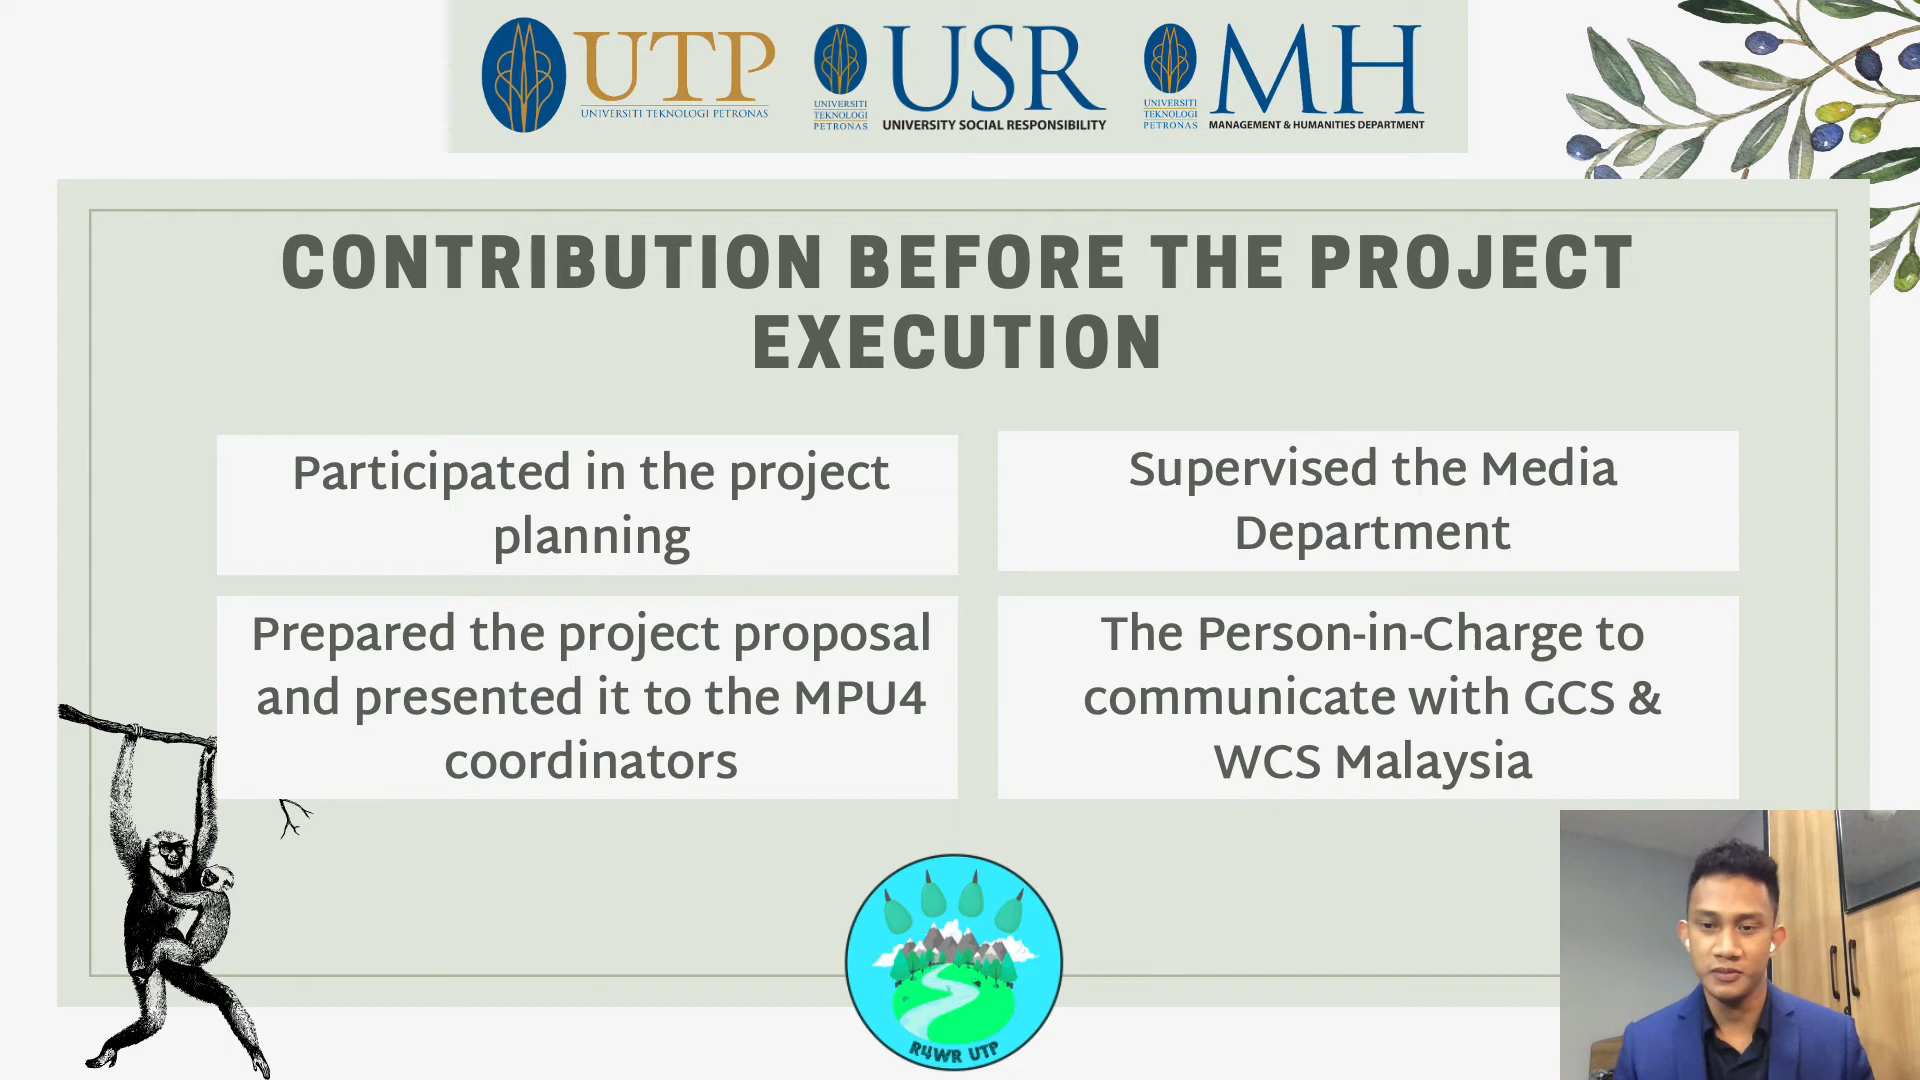 UTP
UNIVERSITI TEKNOLOGI PETRONAS
UNIVERSITI
TEKNOLOGI
PETRONAS
USR
UNIVERSITY SOCIAL RESPONSIBILITY
UNIVERSITI
TEKNOLOGI
PETRONAS
MH
MANAGEMENT & HUMANITIES DEPARTMENT
CONTRIBUTION BEFORE THE PROJECT
EXECUTION
Participated in the project
planning
Supervised the Media
Department
Prepared the project proposal
and presented it to the MPU4
coordinators
The Person-in-Charge to
communicate with GCS &
WCS Malaysia
R4WR UTP